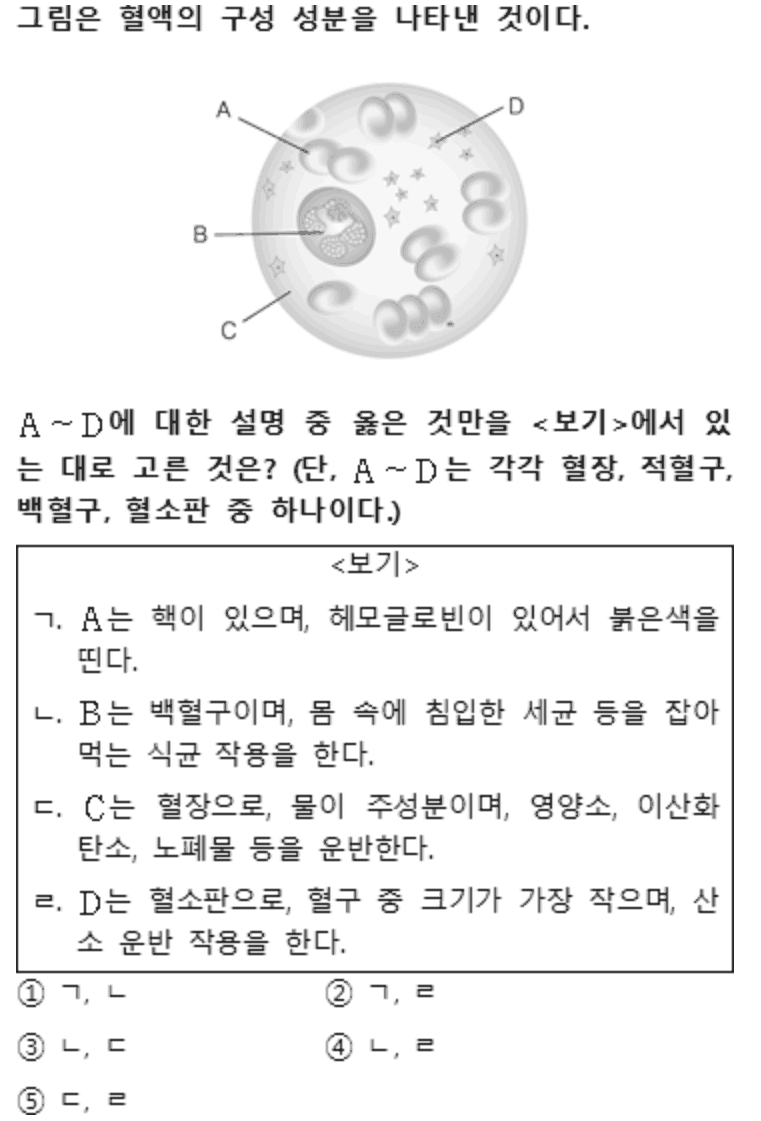 그림은 혈액의 구성 성분을 나타낸 것이다.
A
D
B
C
A ~ D에 대한 설명 중 옳은 것만을 <보기>에서 있
는 대로 고른 것은? (단, A ~ D는 각각 혈장, 적혈구,
백혈구, 혈소판 중 하나이다.)
<보기>
ㄱ. A는 핵이 있으며, 헤모글로빈이 있어서 붉은색을
띤다.
ㄴ. B는 백혈구이며, 몸 속에 침입한 세균 등을 잡아
먹는 식균 작용을 한다.
ㄷ. C는 혈장으로, 물이 주성분이며, 영양소, 이산화
탄소, 노폐물 등을 운반한다.
ㄹ. D는 혈소판으로, 혈구 중 크기가 가장 작으며, 산
소 운반 작용을 한다.
① ㄱ, ㄴ ② ㄱ, ㄹ
③ ㄴ, ㄷ ④ ㄴ, ㄹ
⑤ ㄷ, ㄹ